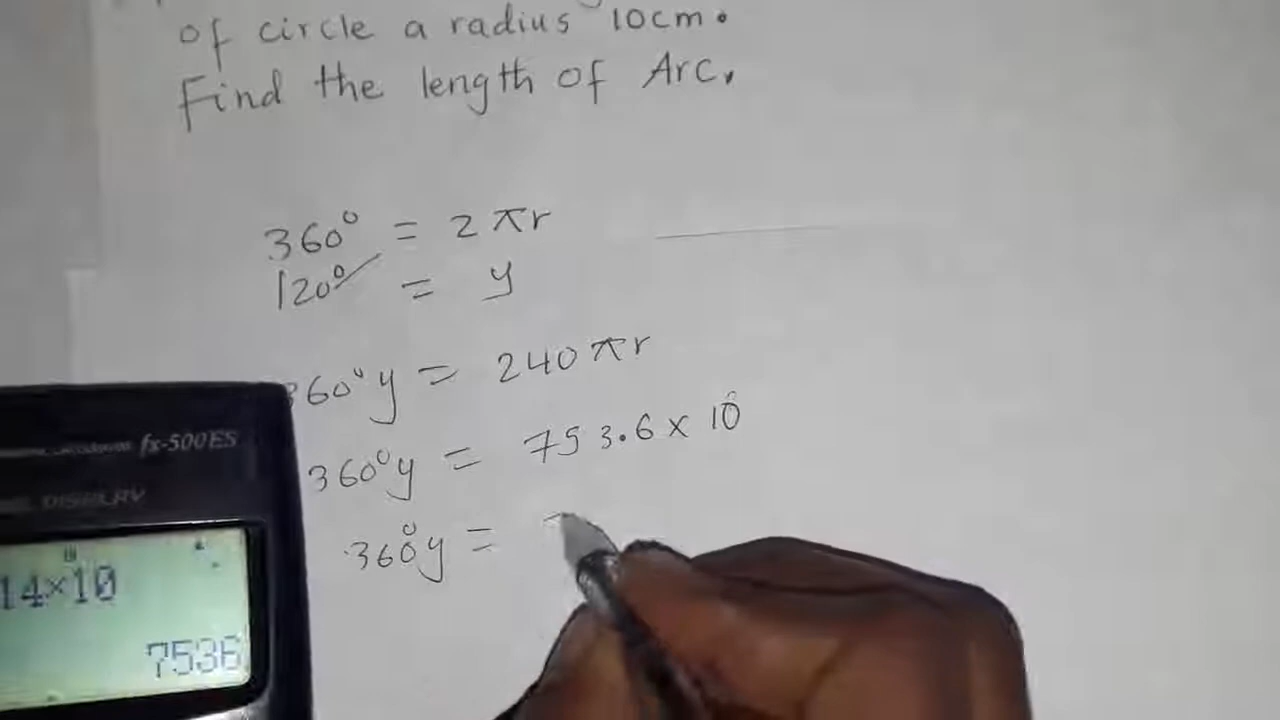 of circle a radius 10cm.
Find the length of Arc.
360° = 2πr
120° = y
360°y = 240πr
360°y = 753.6 x 10
360°y =
fx-500ES
14×10
7536